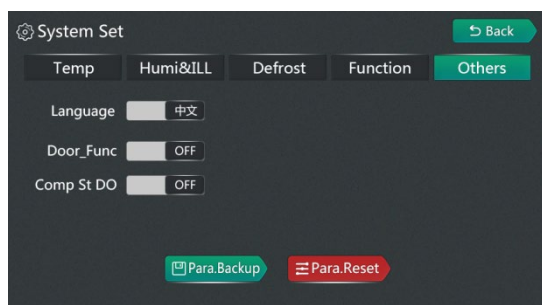 System Set
Back
Temp Humi&ILL Defrost Function Others
Language 中文
Door_Func OFF
Comp St DO OFF
Para.Backup Para.Reset